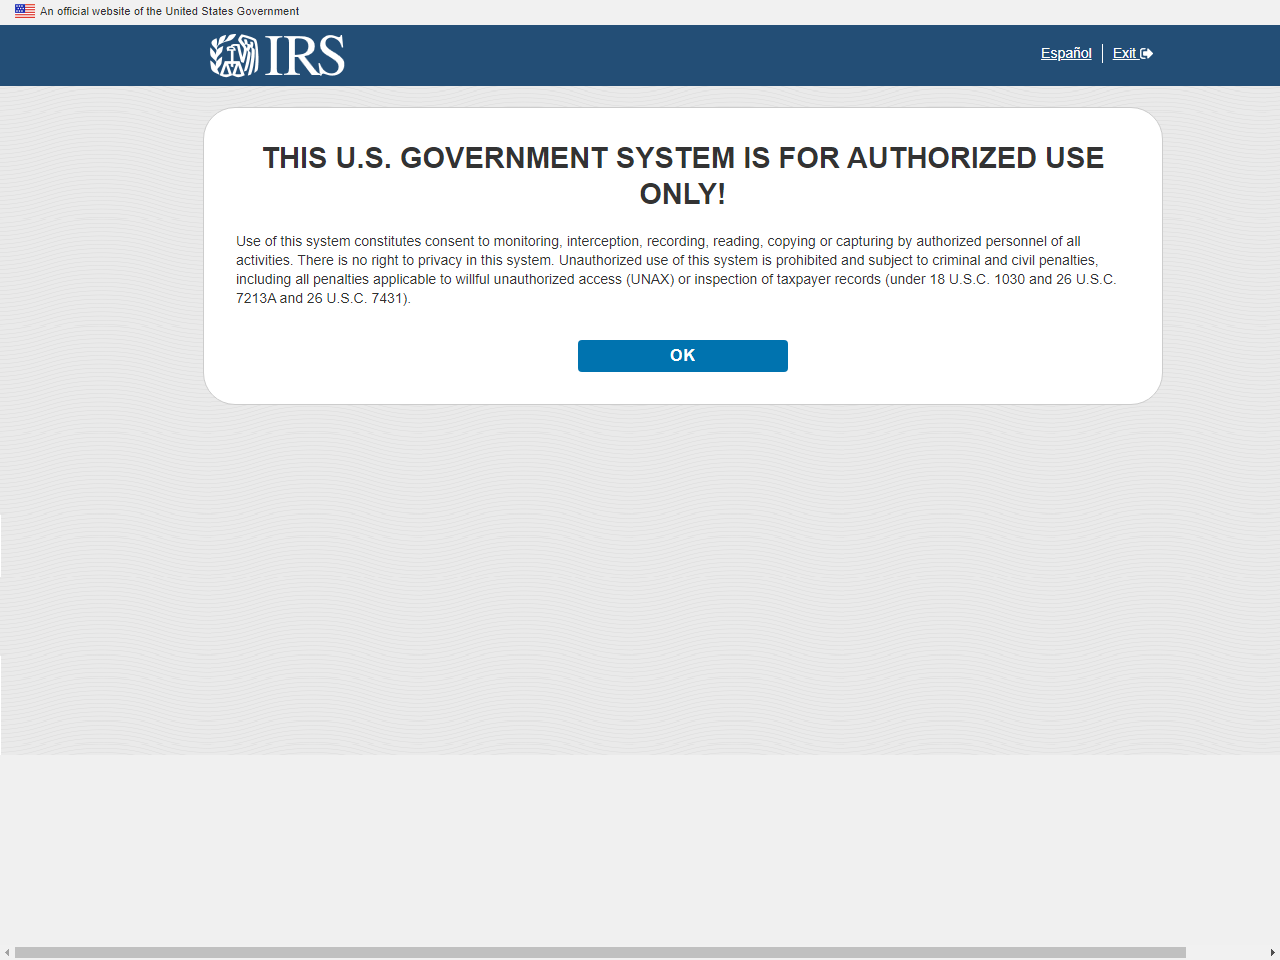 An official website of the United States Government
IRS
Español
Exit
THIS U.S. GOVERNMENT SYSTEM IS FOR AUTHORIZED USE
ONLY!
Use of this system constitutes consent to monitoring, interception, recording, reading, copying or capturing by authorized personnel of all
activities. There is no right to privacy in this system. Unauthorized use of this system is prohibited and subject to criminal and civil penalties,
including all penalties applicable to willful unauthorized access (UNAX) or inspection of taxpayer records (under 18 U.S.C. 1030 and 26 U.S.C.
7213A and 26 U.S.C. 7431).
OK